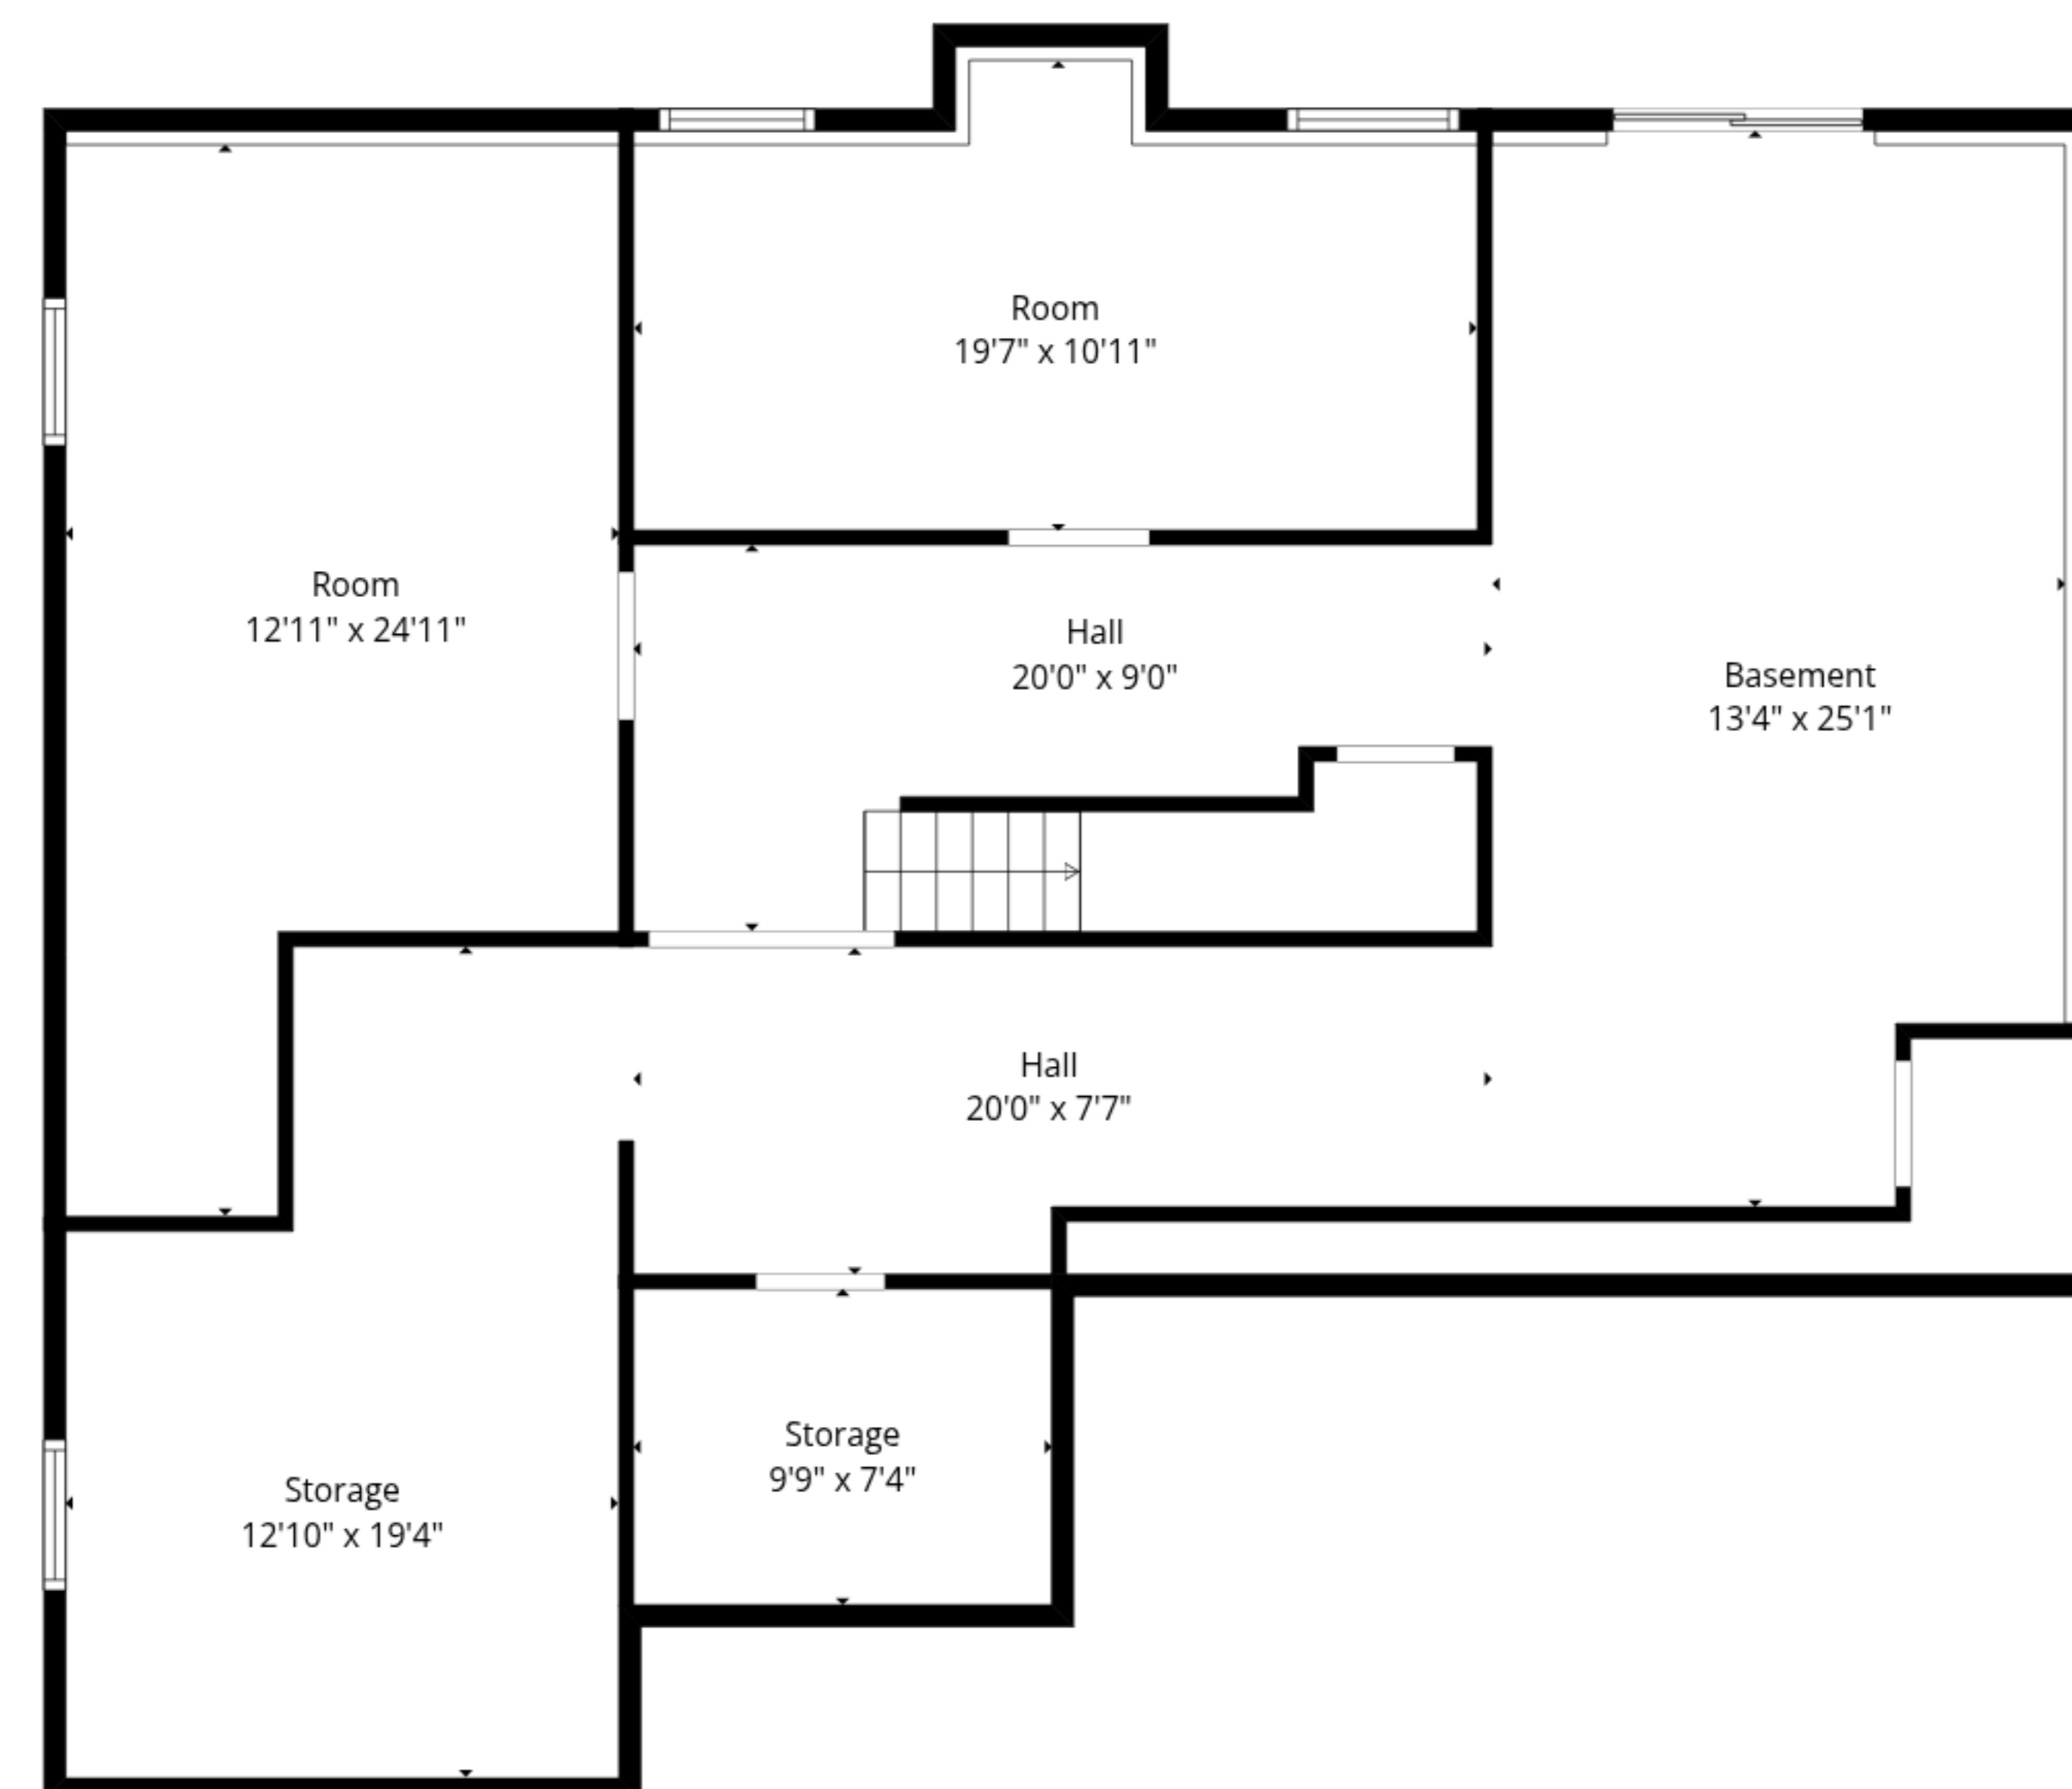 Room
19'7" x 10'11"
Room
12'11" x 24'11"
Hall
20'0" x 9'0"
Basement
13'4" x 25'1"
Hall
20'0" x 7'7"
Storage
9'9" x 7'4"
Storage
12'10" x 19'4"